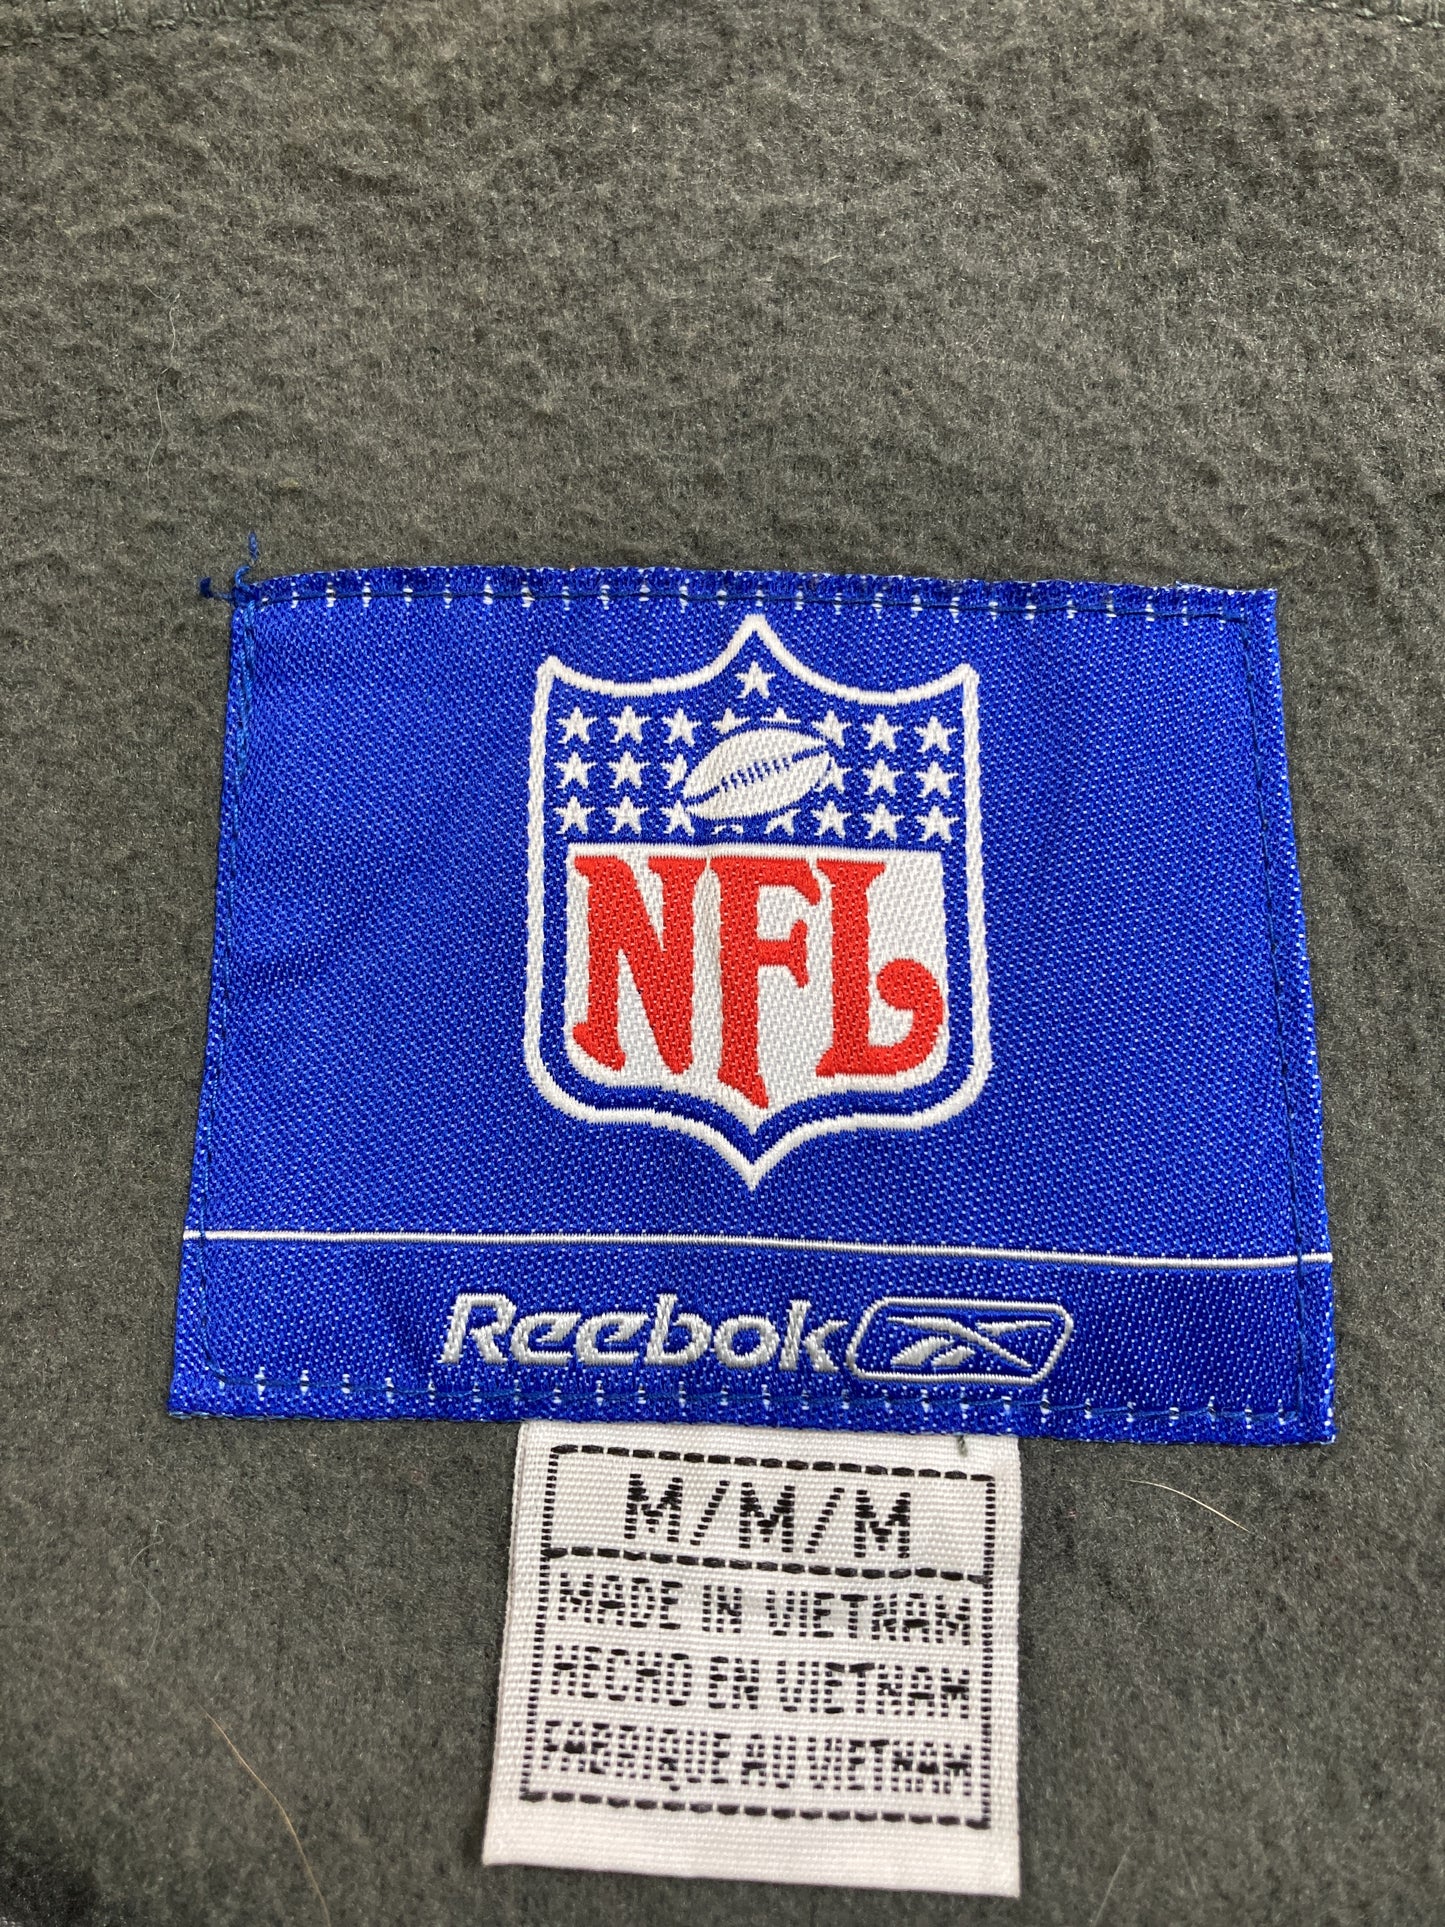 NFL
Reebok
M/M/M
MADE IN VIETNAM
HECHO EN VIETNAM
FABRIQUE AU VIETNAM